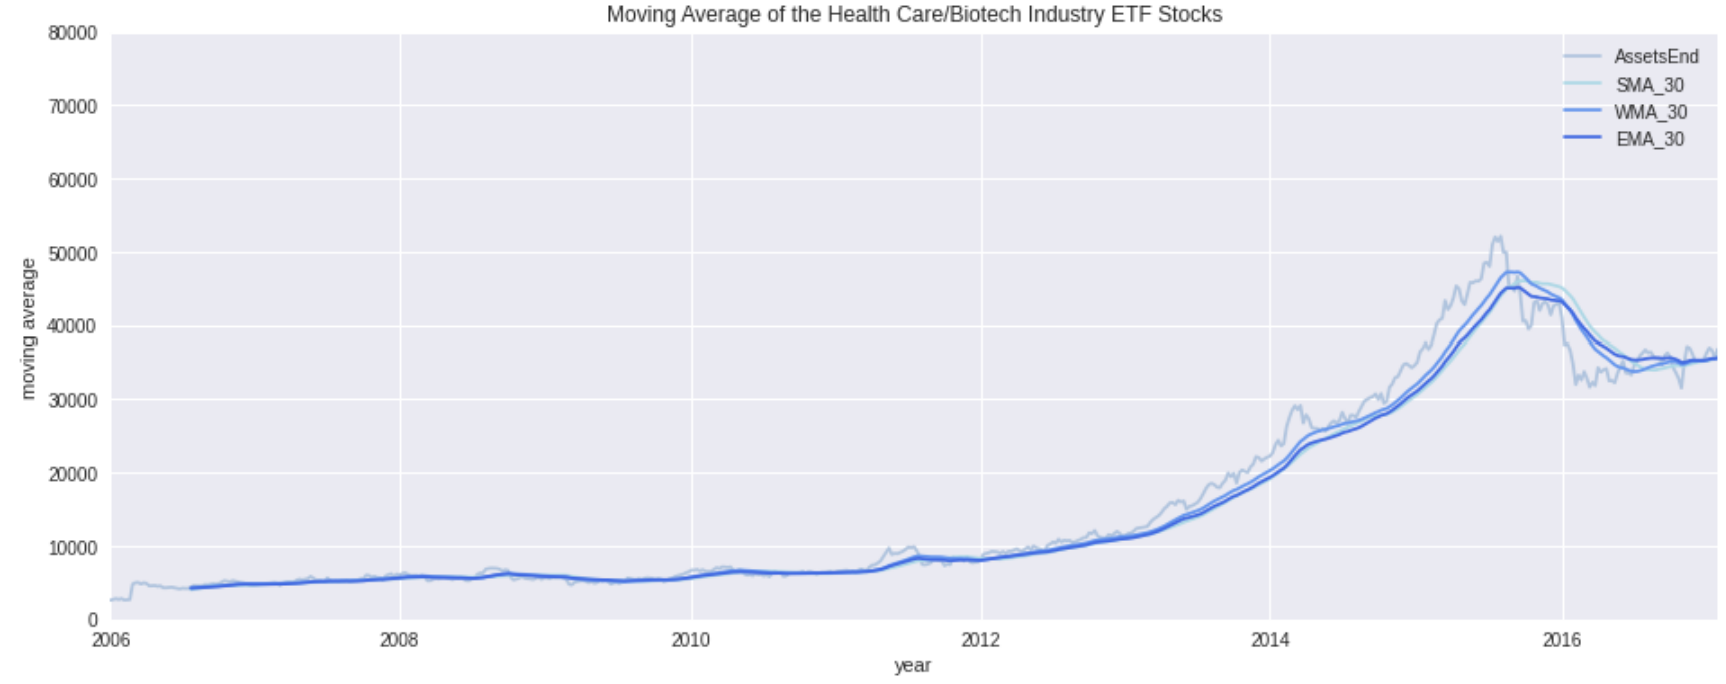 Moving Average of the Health Care/Biotech Industry ETF Stocks
80000
70000
60000
50000
40000
30000
20000
10000
0
moving average
AssetsEnd
SMA_30
WMA_30
EMA_30
2006 2008 2010 2012 2014 2016
year